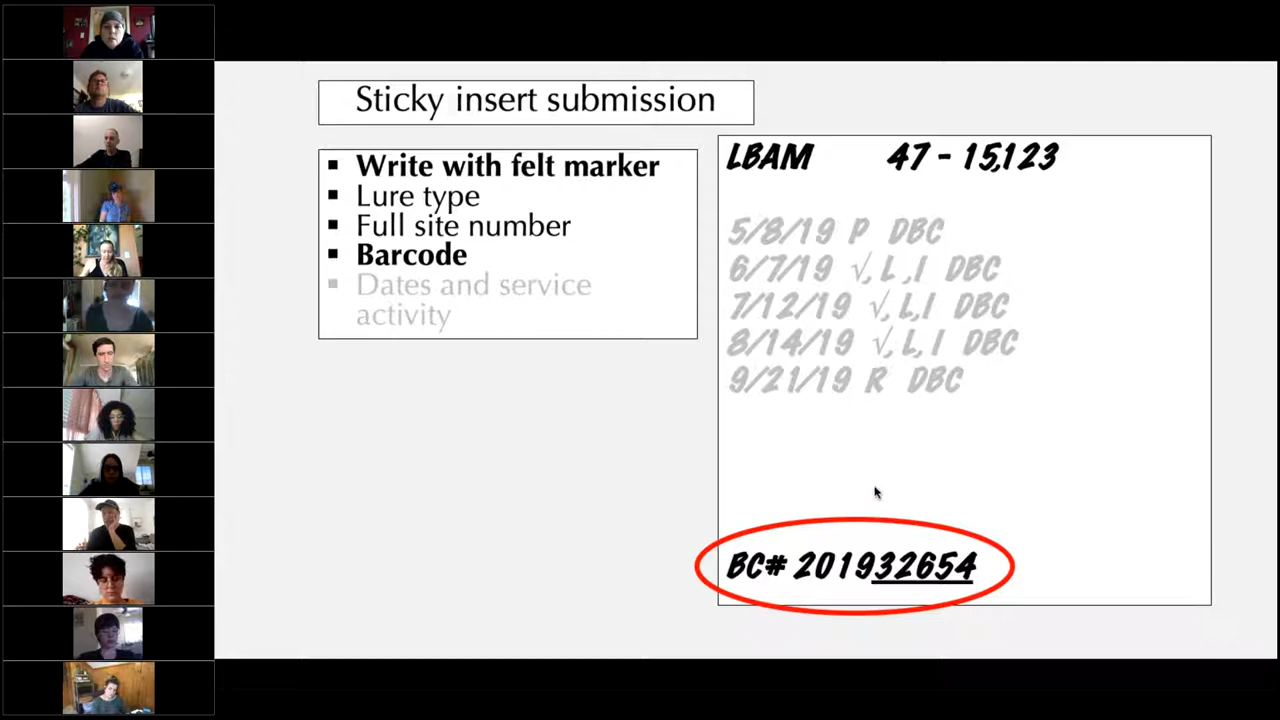 Sticky insert submission
▪ Write with felt marker
▪ Lure type
▪ Full site number
▪ Barcode
▪ Dates and service
activity
LBAM 47 - 15,123
5/8/19 P DBC
6/7/19 √, L ,I DBC
7/12/19 √, L,I DBC
8/14/19 √, L, I DBC
9/21/19 R DBC
BC# 201932654